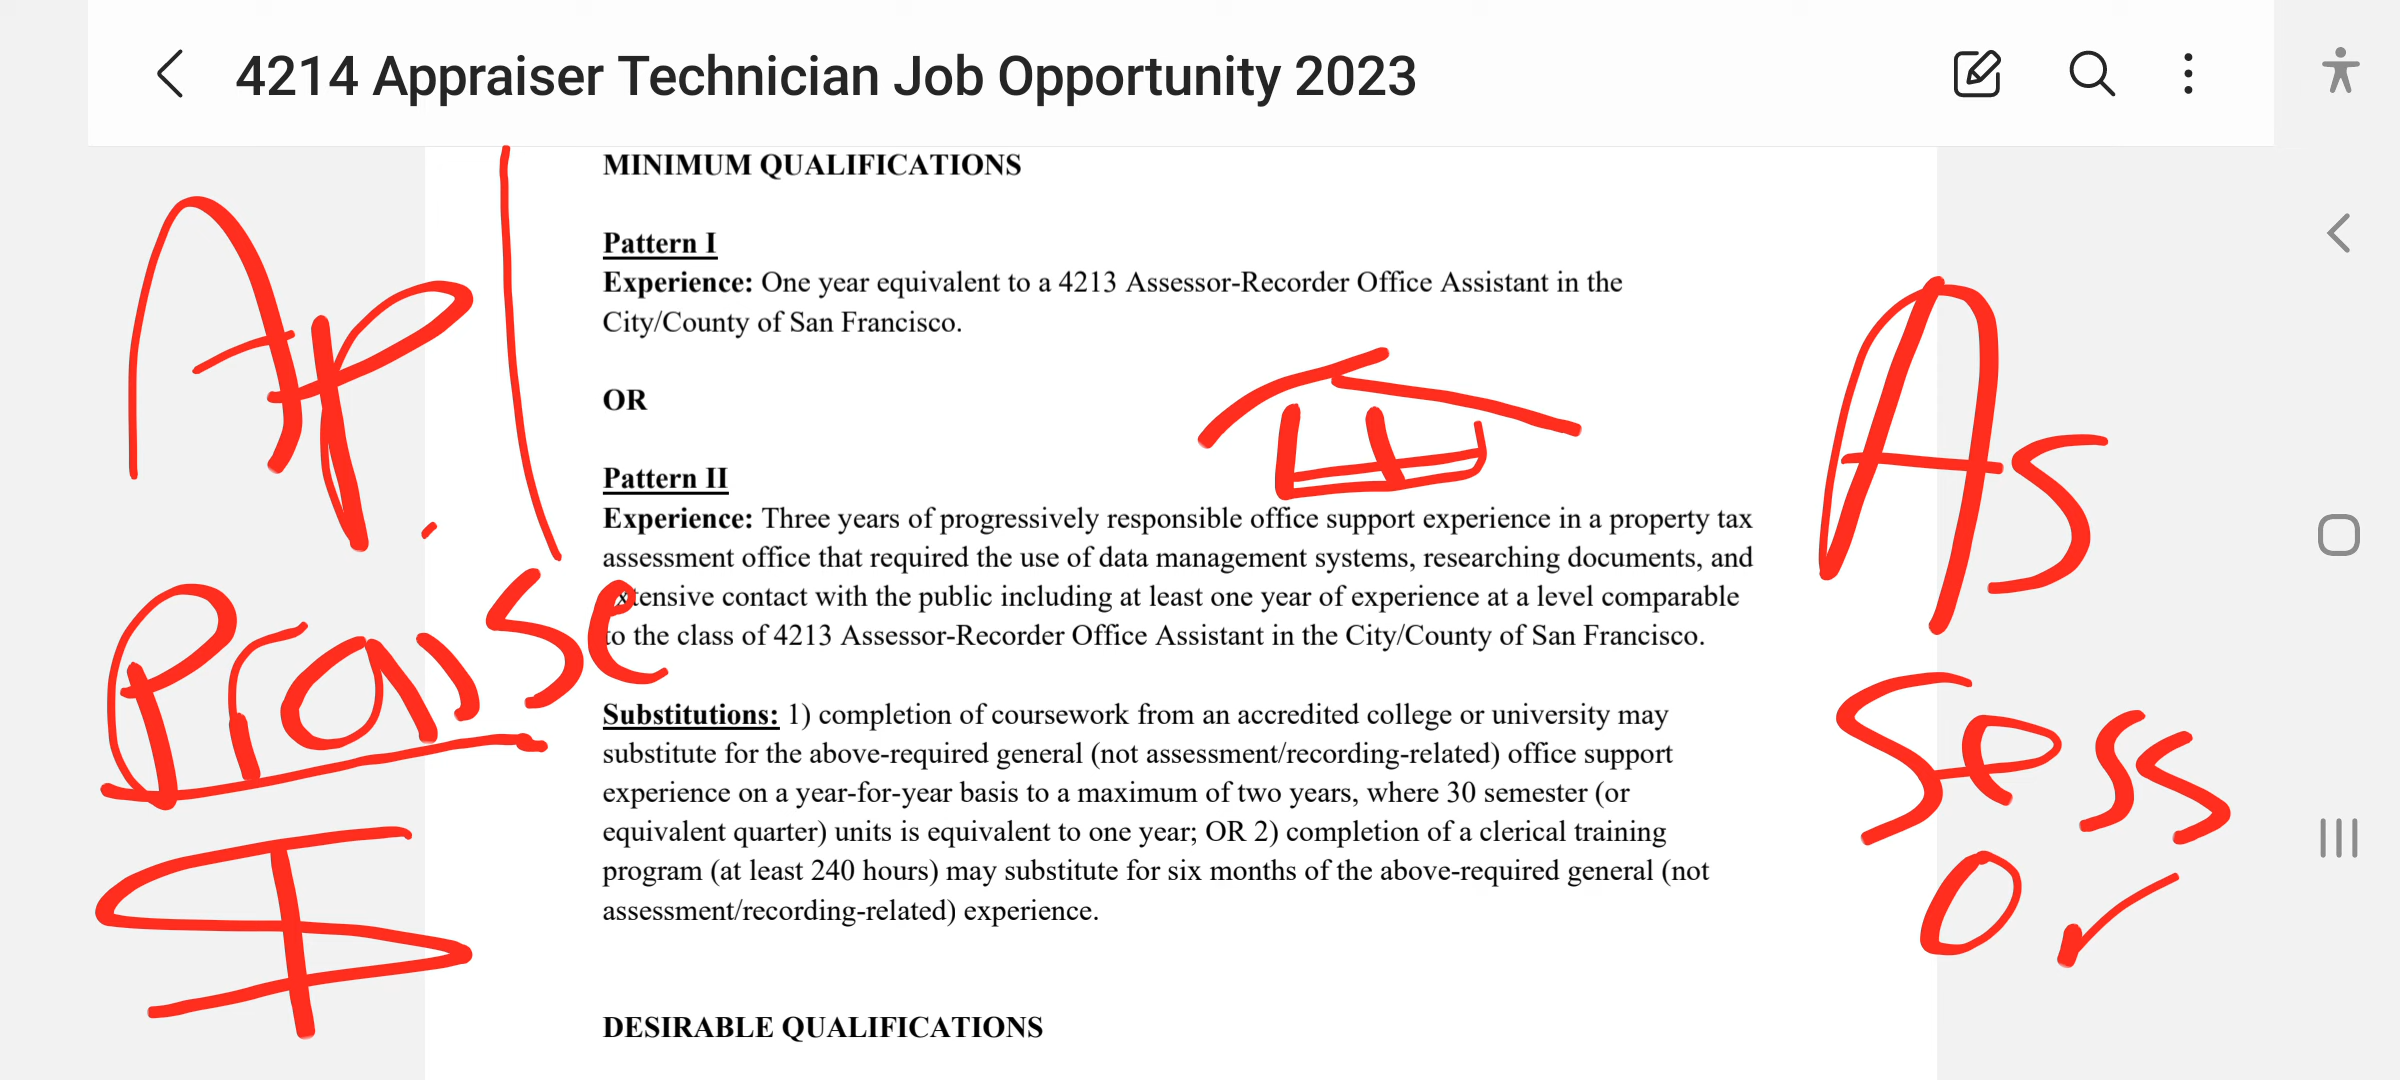 4214 Appraiser Technician Job Opportunity 2023
MINIMUM QUALIFICATIONS
Pattern I
Experience: One year equivalent to a 4213 Assessor-Recorder Office Assistant in the
City/County of San Francisco.
OR
Pattern II
Experience: Three years of progressively responsible office support experience in a property tax
assessment office that required the use of data management systems, researching documents, and
extensive contact with the public including at least one year of experience at a level comparable
to the class of 4213 Assessor-Recorder Office Assistant in the City/County of San Francisco.
Substitutions: 1) completion of coursework from an accredited college or university may
substitute for the above-required general (not assessment/recording-related) office support
experience on a year-for-year basis to a maximum of two years, where 30 semester (or
equivalent quarter) units is equivalent to one year; OR 2) completion of a clerical training
program (at least 240 hours) may substitute for six months of the above-required general (not
assessment/recording-related) experience.
DESIRABLE QUALIFICATIONS
Ap
Praise
$
As
Sess
Or